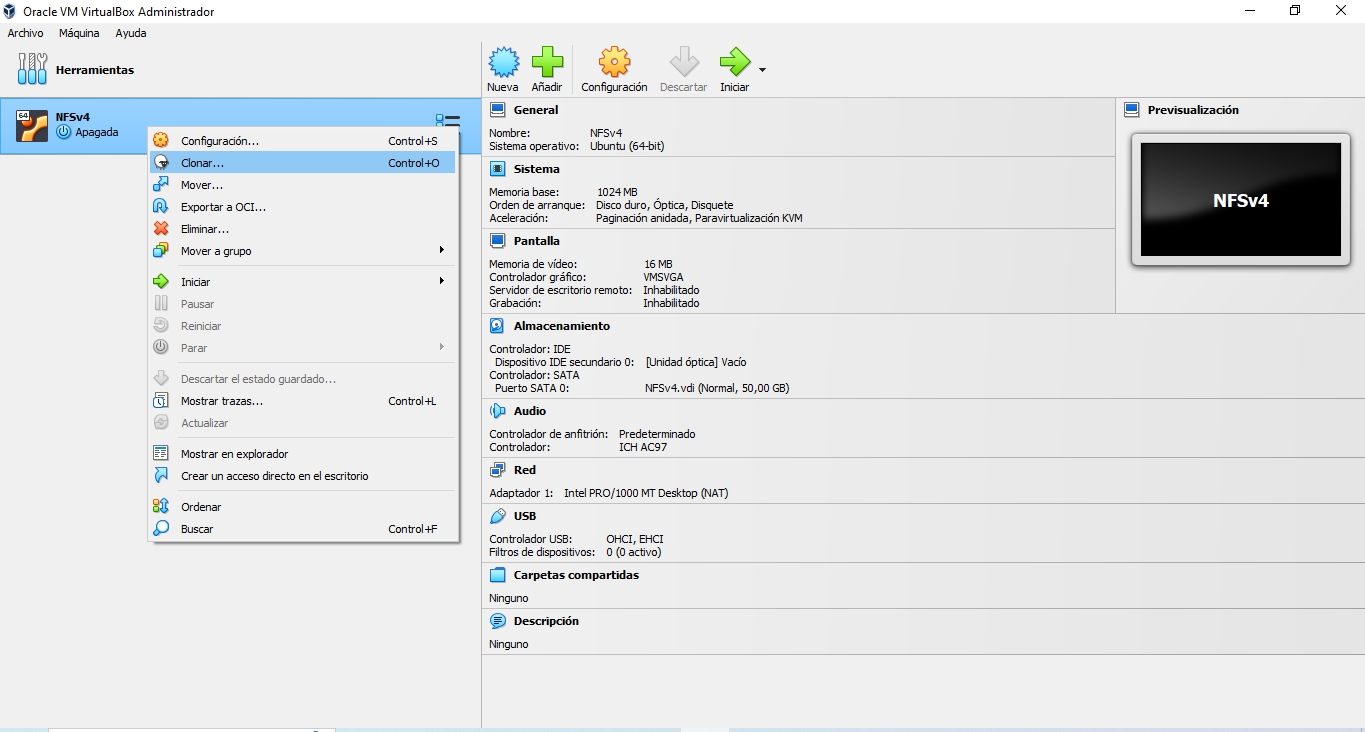 Oracle VM VirtualBox Administrador
Archivo Máquina Ayuda
Herramientas
Nueva Añadir Configuración Descartar Iniciar
64
NFSv4
Apagada
Configuración... Control+S
Clonar... Control+O
Mover...
Exportar a OCI...
Eliminar...
Mover a grupo
Iniciar
Pausar
Reiniciar
Parar
Descartar el estado guardado...
Mostrar trazas... Control+L
Actualizar
Mostrar en explorador
Crear un acceso directo en el escritorio
Ordenar
Buscar Control+F
General
Nombre: NFSv4
Sistema operativo: Ubuntu (64-bit)
Sistema
Memoria base: 1024 MB
Orden de arranque: Disco duro, Óptica, Disquete
Aceleración: Paginación anidada, Paravirtualización KVM
Pantalla
Memoria de vídeo: 16 MB
Controlador gráfico: VMSVGA
Servidor de escritorio remoto: Inhabilitado
Grabación: Inhabilitado
Almacenamiento
Controlador: IDE
Dispositivo IDE secundario 0: [Unidad óptica] Vacío
Controlador: SATA
Puerto SATA 0: NFSv4.vdi (Normal, 50,00 GB)
Audio
Controlador de anfitrión: Predeterminado
Controlador: ICH AC97
Red
Adaptador 1: Intel PRO/1000 MT Desktop (NAT)
USB
Controlador USB: OHCI, EHCI
Filtros de dispositivos: 0 (0 activo)
Carpetas compartidas
Ninguno
Descripción
Ninguno
Previsualización
NFSv4